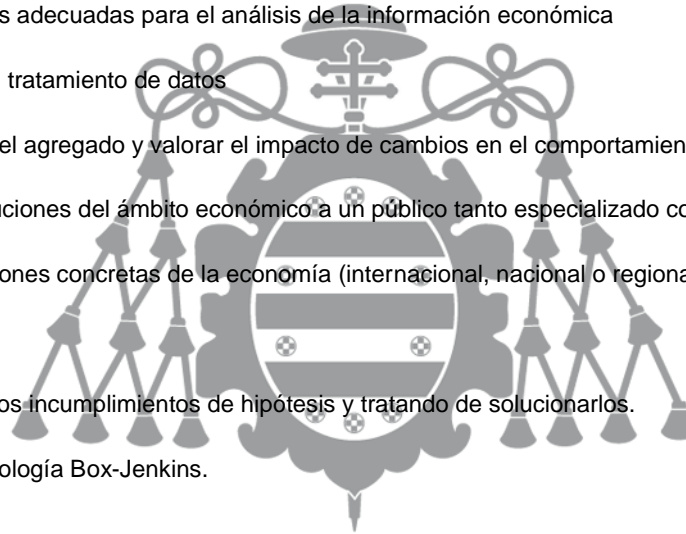 s adecuadas para el análisis de la información económica
tratamiento de datos
el agregado y valorar el impacto de cambios en el comportamien
ciones del ámbito económico a un público tanto especializado co
ones concretas de la economía (internacional, nacional o regiona
os incumplimientos de hipótesis y tratando de solucionarlos.
ología Box-Jenkins.